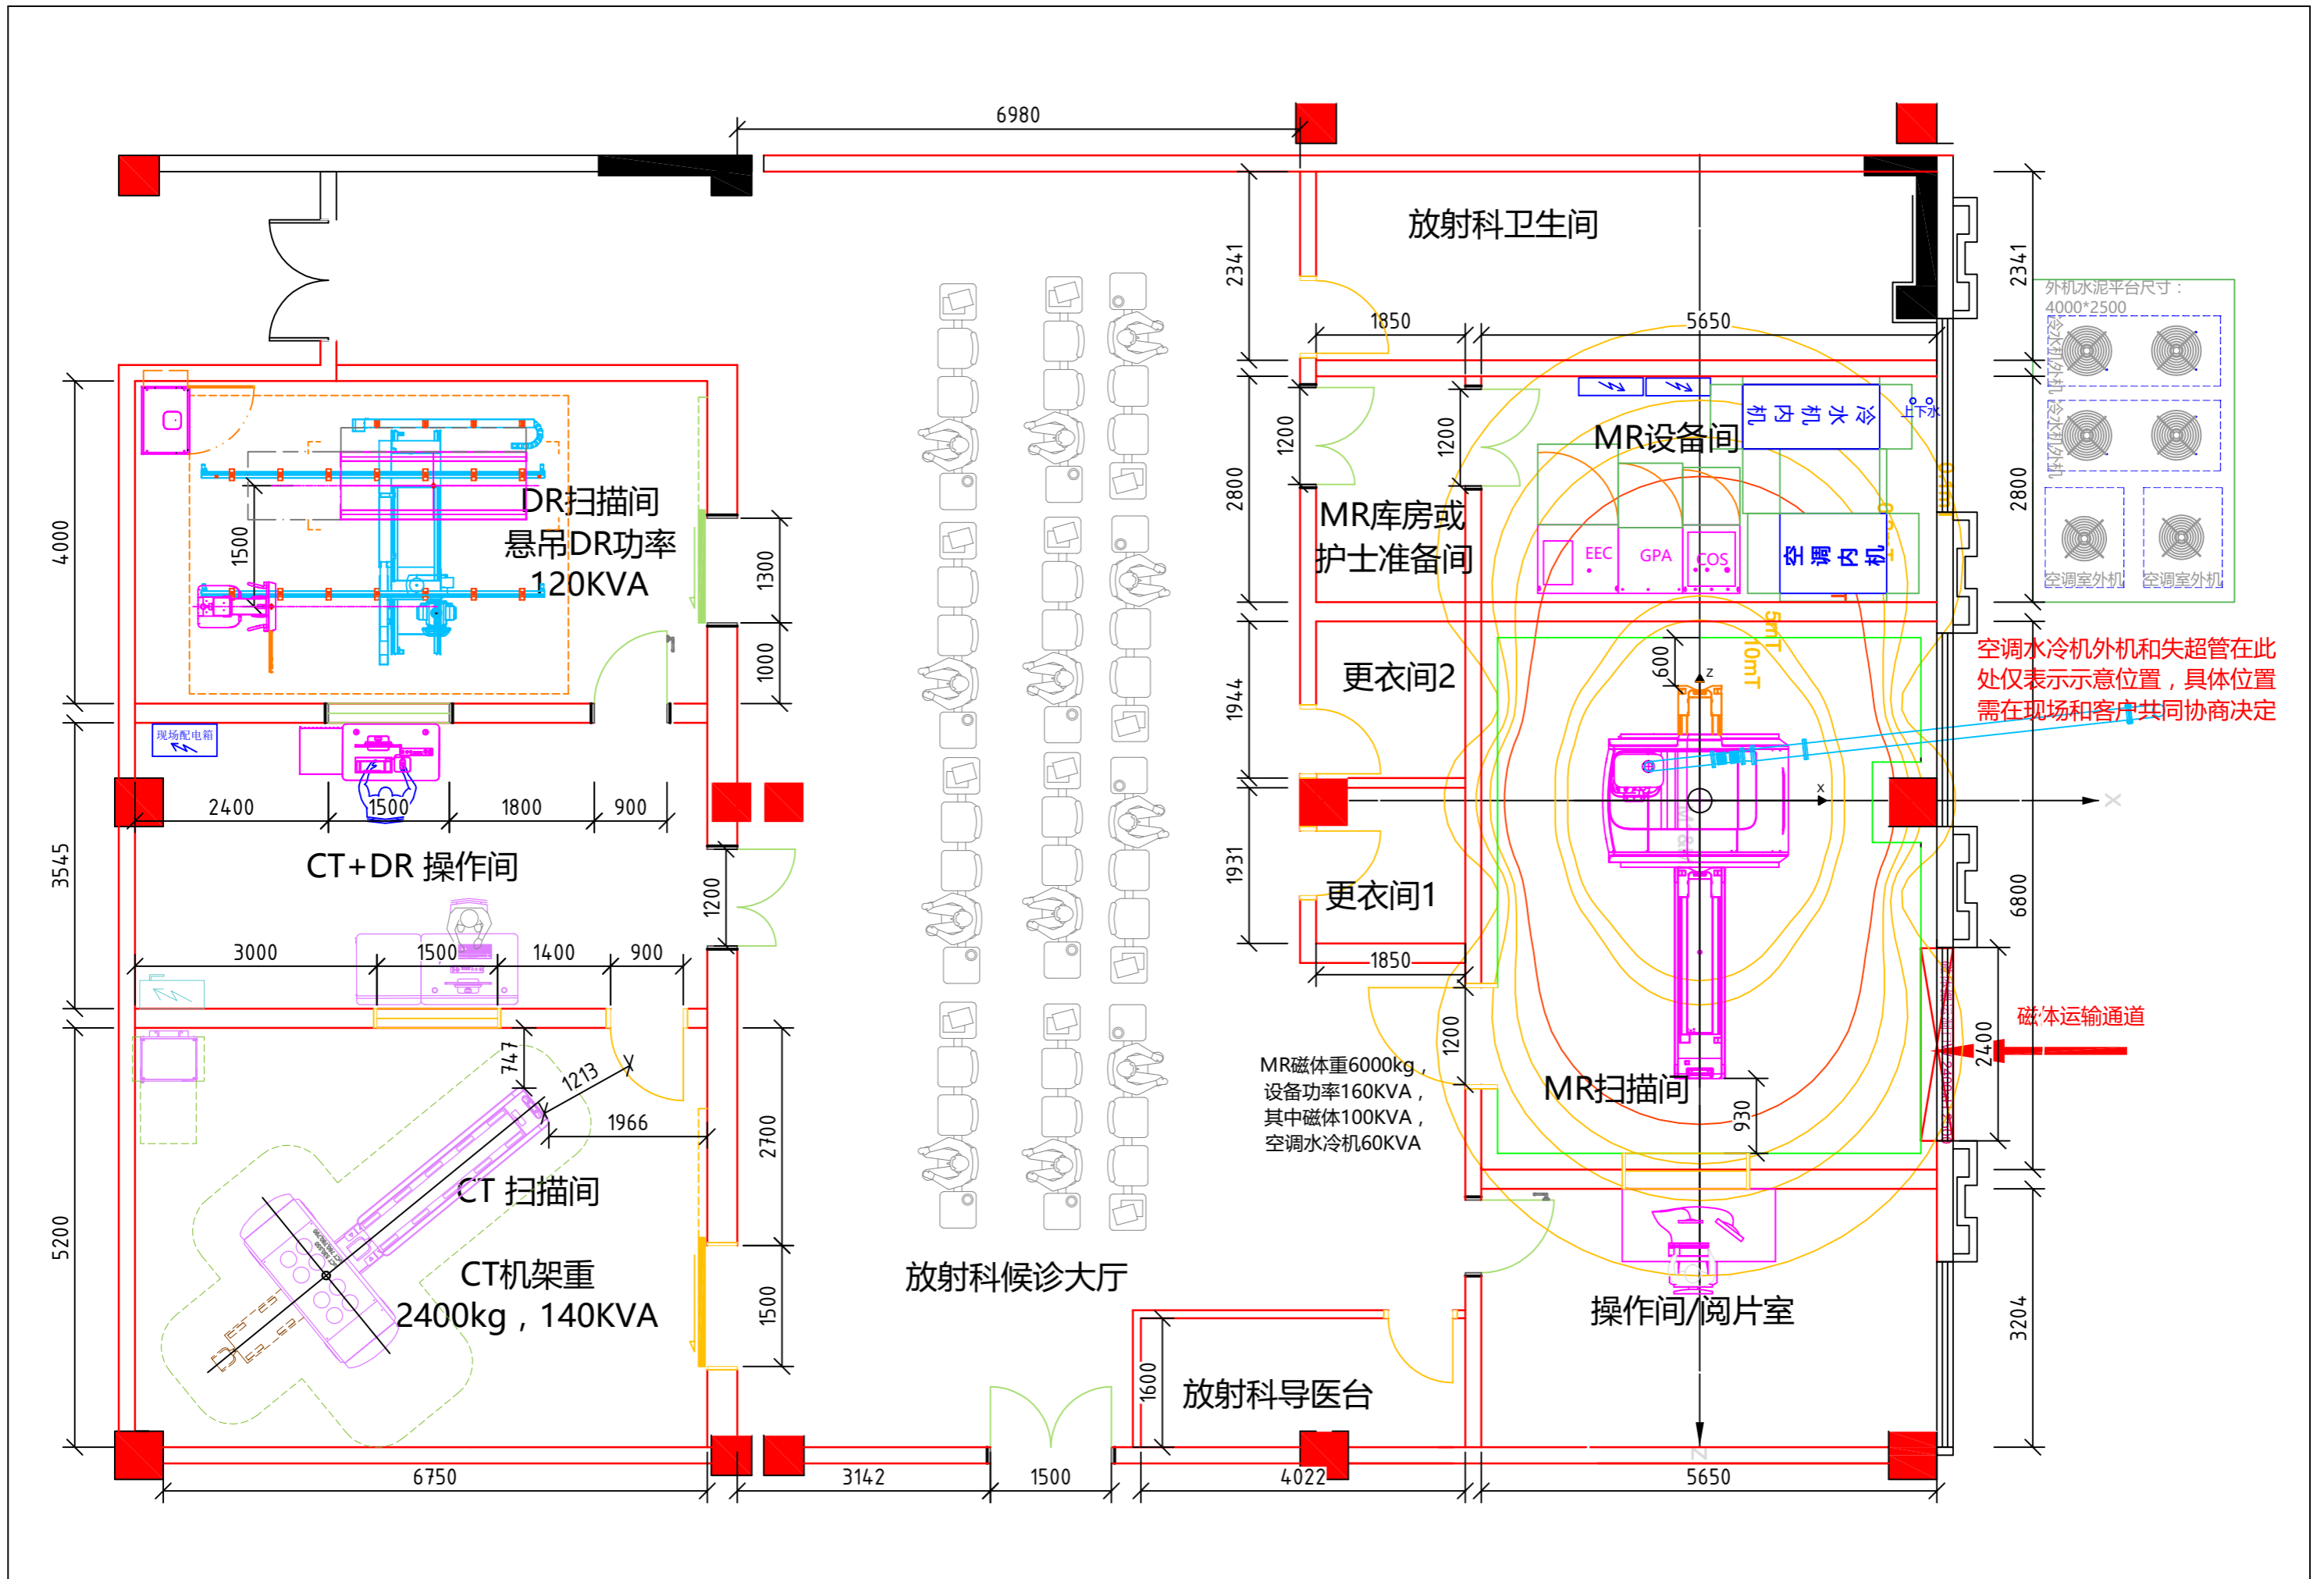 6980
放射科卫生间
2341
2341
外机水泥平台尺寸：
4000*2500
冷水机外机
冷水机外机
空调室外机
空调室外机
1850
5650
1200
1200
2800
2800
冷水机内机
上下水
MR设备间
MR库房或
护士准备间
EEC
GPA
COS
空调内机
5mT
10mT
DR扫描间
悬吊DR功率
120KVA
4000
1500
1300
1000
更衣间2
1944
600
z
x
X
空调水冷机外机和失超管在此
处仅表示示意位置，具体位置
需在现场和客户共同协商决定
现场配电箱
2400
1500
1800
900
CT+DR 操作间
3545
1200
更衣间1
1931
6800
3000
1500
1400
900
1850
1200
747
1213
1966
2700
MR磁体重6000kg，
设备功率160KVA，
其中磁体100KVA，
空调水冷机60KVA
MR扫描间
930
磁体运输通道
2400
CT 扫描间
5200
CT机架重
2400kg，140KVA
1500
放射科候诊大厅
操作间/阅片室
3204
1600
放射科导医台
Z
6750
3142
1500
4022
5650